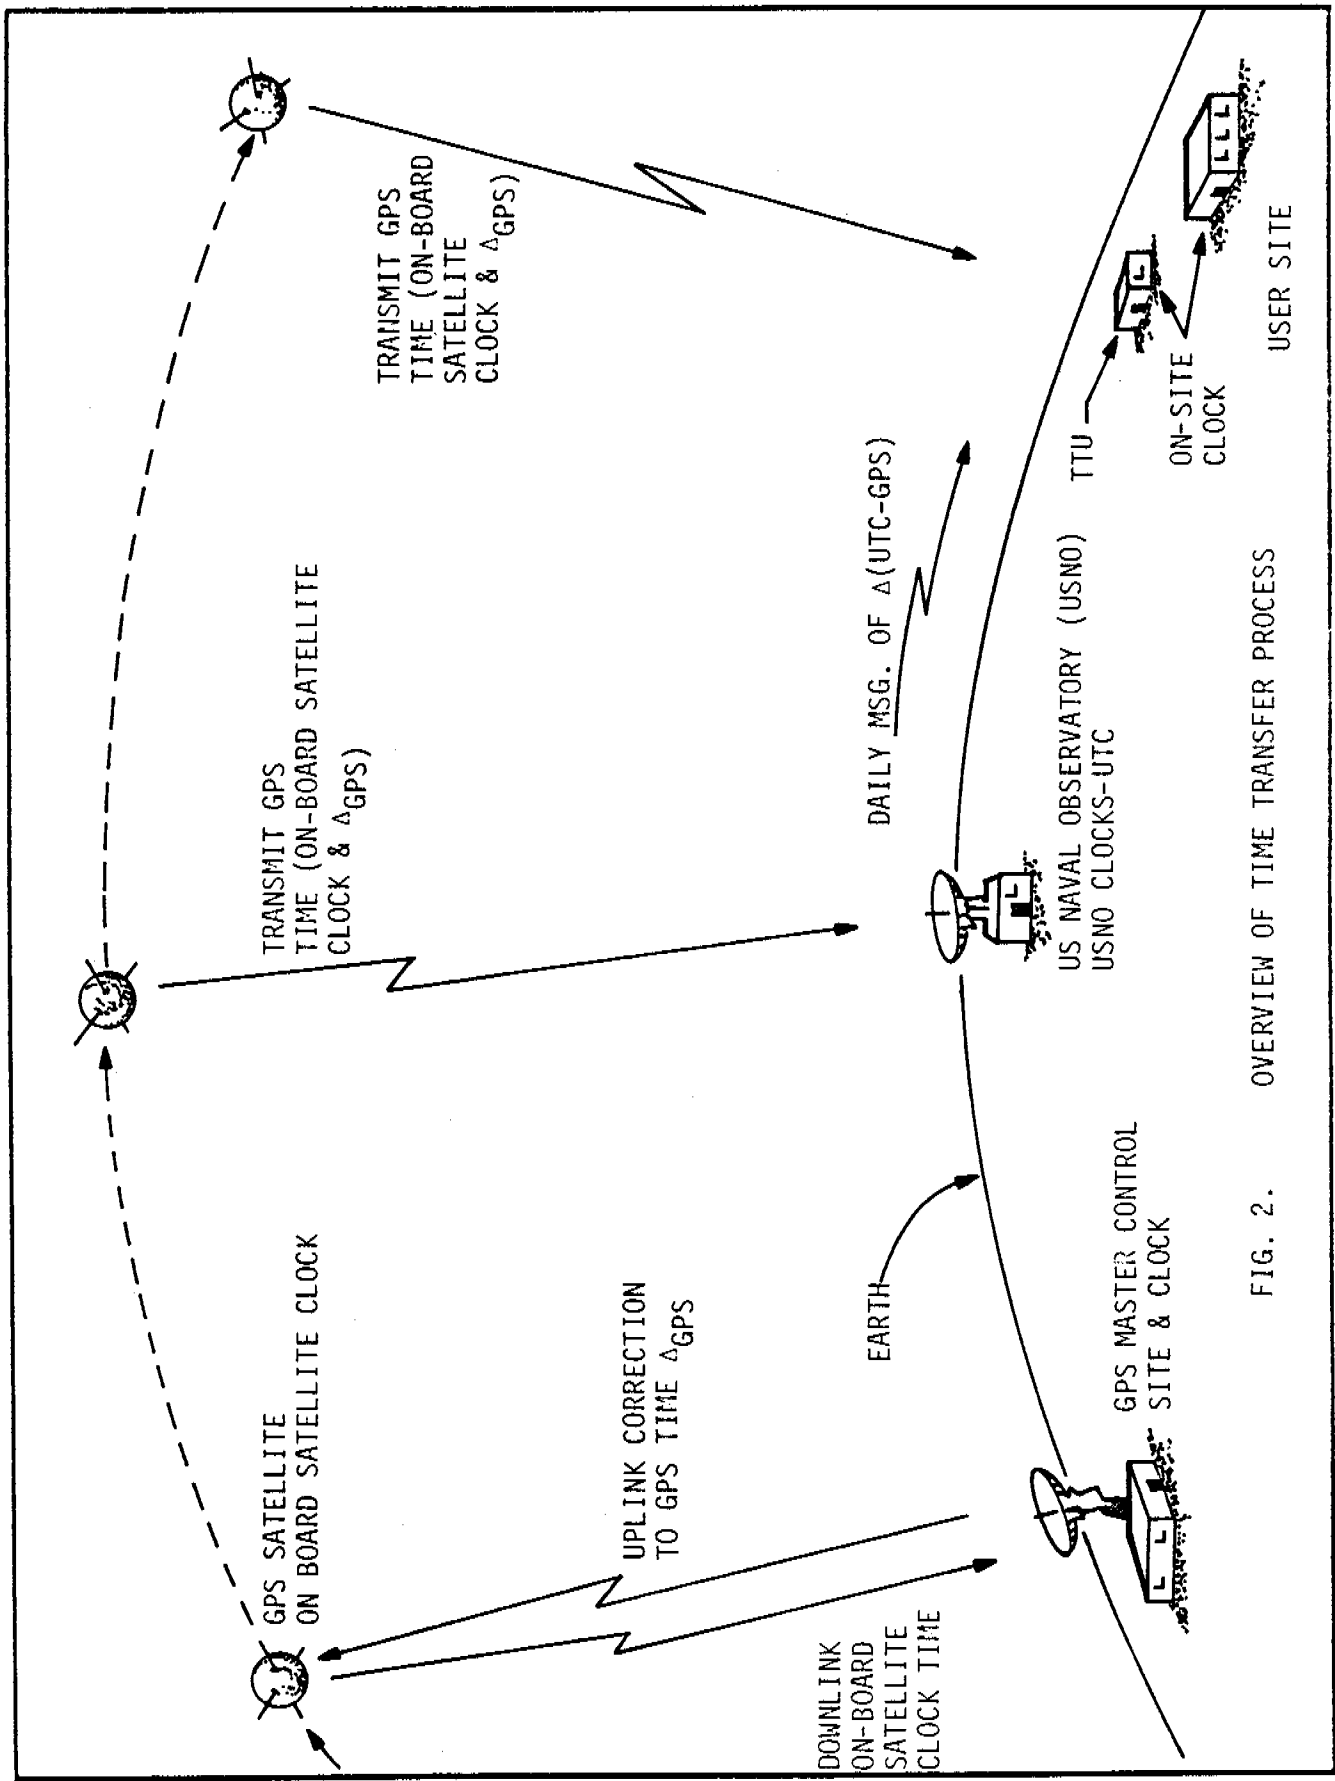 GPS SATELLITE
ON BOARD SATELLITE CLOCK
TRANSMIT GPS
TIME (ON-BOARD SATELLITE
CLOCK & ΔGPS)
TRANSMIT GPS
TIME (ON-BOARD
SATELLITE
CLOCK & ΔGPS)
UPLINK CORRECTION
TO GPS TIME ΔGPS
DOWNLINK
ON-BOARD
SATELLITE
CLOCK TIME
EARTH
DAILY MSG. OF Δ(UTC-GPS)
GPS MASTER CONTROL
SITE & CLOCK
US NAVAL OBSERVATORY (USNO)
USNO CLOCKS-UTC
TTU
ON-SITE
CLOCK
USER SITE
FIG. 2. OVERVIEW OF TIME TRANSFER PROCESS